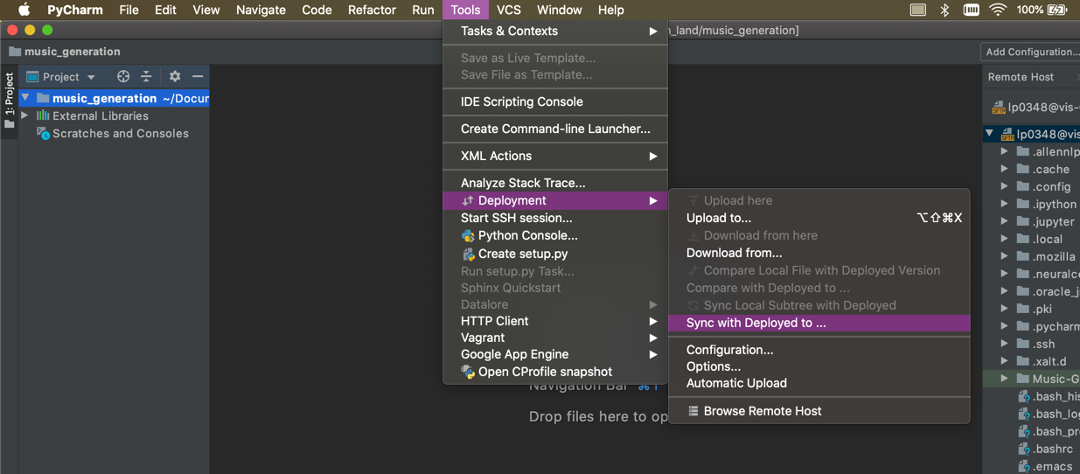 PyCharm File Edit View Navigate Code Refactor Run Tools VCS Window Help 100%
_land/music_generation]
music_generation
Add Configuration...
1: Project
Project
music_generation ~/Docum
External Libraries
Scratches and Consoles
Tasks & Contexts
Save as Live Template...
Save File as Template...
IDE Scripting Console
Create Command-line Launcher...
XML Actions
Analyze Stack Trace...
Deployment
Start SSH session...
Python Console...
Create setup.py
Run setup.py Task...
Sphinx Quickstart
Datalore
HTTP Client
Vagrant
Google App Engine
Open CProfile snapshot
Upload here
Upload to... ⌥⇧⌘X
Download from here
Download from...
Compare Local File with Deployed Version
Compare with Deployed to ...
Sync Local Subtree with Deployed
Sync with Deployed to ...
Configuration...
Options...
Automatic Upload
Browse Remote Host
Navigation Bar
Drop files here to op
Remote Host
SFTP
lp0348@vis-
SFTP
lp0348@vis
.allennlp
.cache
.config
.ipython
.jupyter
.local
.mozilla
.neuralco
.oracle_j
.pki
.pycharm
.ssh
.xalt.d
Music-G
.bash_his
.bash_log
.bash_pro
.bashrc
.emacs